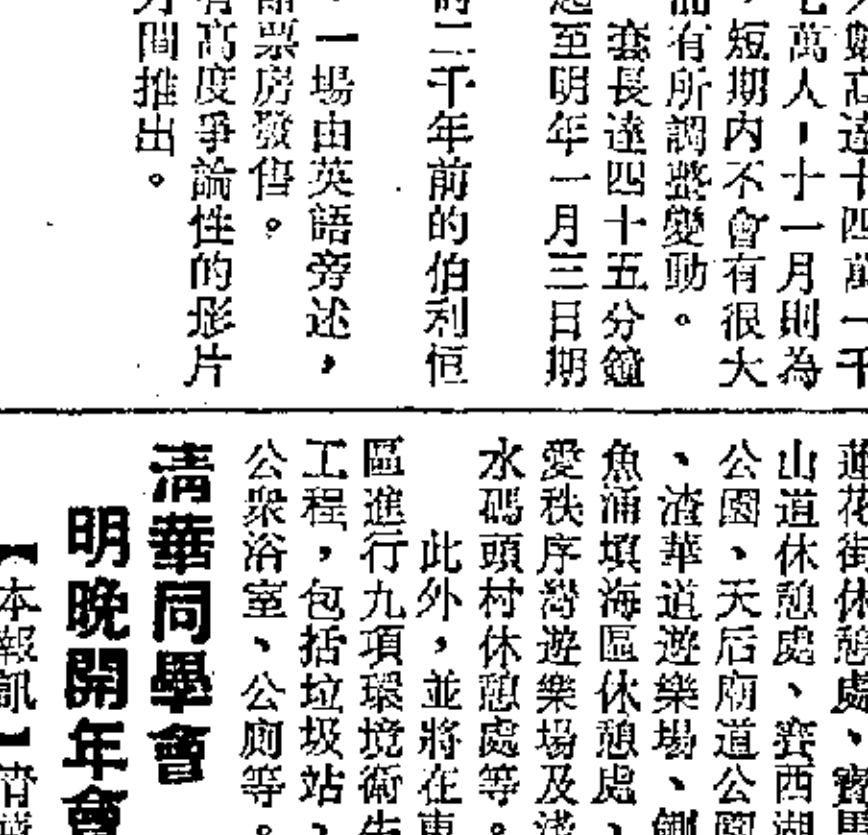 高達十四萬一千
萬人，十一月則為
短期內不會有很大
有所調整變動。
套長達四十五分鐘
至明年一月三日期
二千年前的伯利恒
一場由英語旁述，
票房發售。
高度爭論性的影片
間推出。
蓮花街休憩處、寶馬
山道休憩處、賽西湖
公園、天后廟道公園
、渣華道遊樂場、鰂
魚涌填海區休憩處、
愛秩序灣遊樂場及淺
水碼頭村休憩處等。
此外，並將在東
區進行九項環境衞生
工程，包括垃圾站、
公眾浴室、公廁等。
清華同學會
明晚開年會
【本報訊】清華